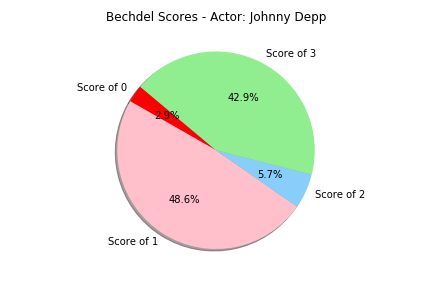 Bechdel Scores - Actor: Johnny Depp
Score of 3
Score of 0
42.9%
2.9%
5.7%
Score of 2
48.6%
Score of 1